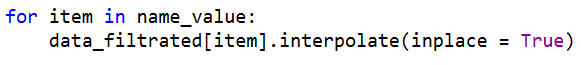 for item in name_value:
    data_filtrated[item].interpolate(inplace = True)